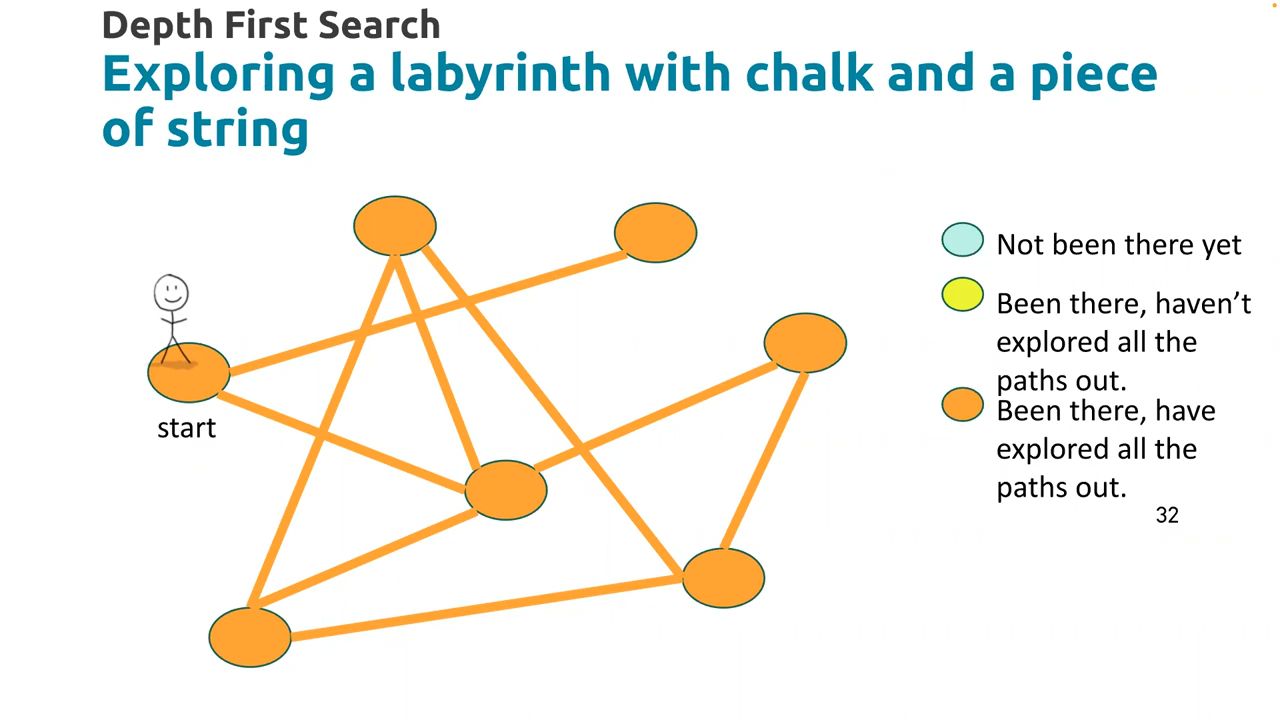 Depth First Search
Exploring a labyrinth with chalk and a piece
of string
start
Not been there yet
Been there, haven’t
explored all the
paths out.
Been there, have
explored all the
paths out.
32